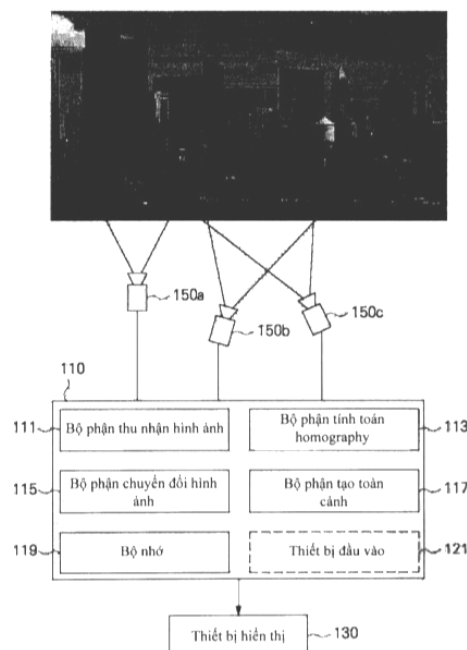 150a
150b
150c
110
111
Bộ phận thu nhận hình ảnh
Bộ phận tính toán
homography
113
115
Bộ phận chuyển đổi hình
ảnh
Bộ phận tạo toàn
cảnh
117
119
Bộ nhớ
Thiết bị đầu vào
121
Thiết bị hiển thị
130